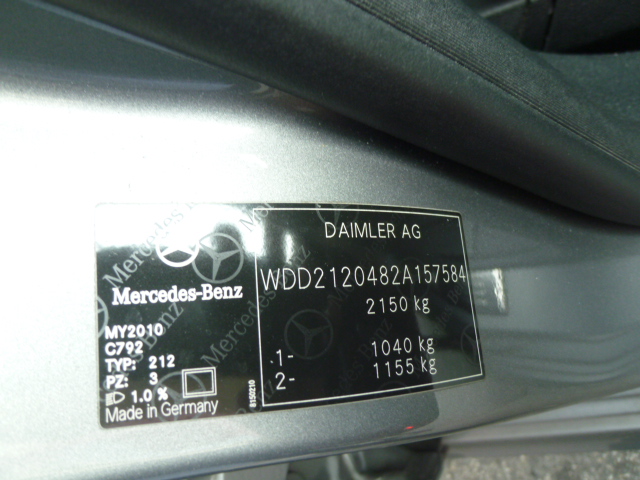 Mercedes-Benz
MY2010
C792
TYP: 212
PZ: 3
1.0 %
Made in Germany
8150210
DAIMLER AG
WDD2120482A157584
2150 kg
1- 1040 kg
2- 1155 kg